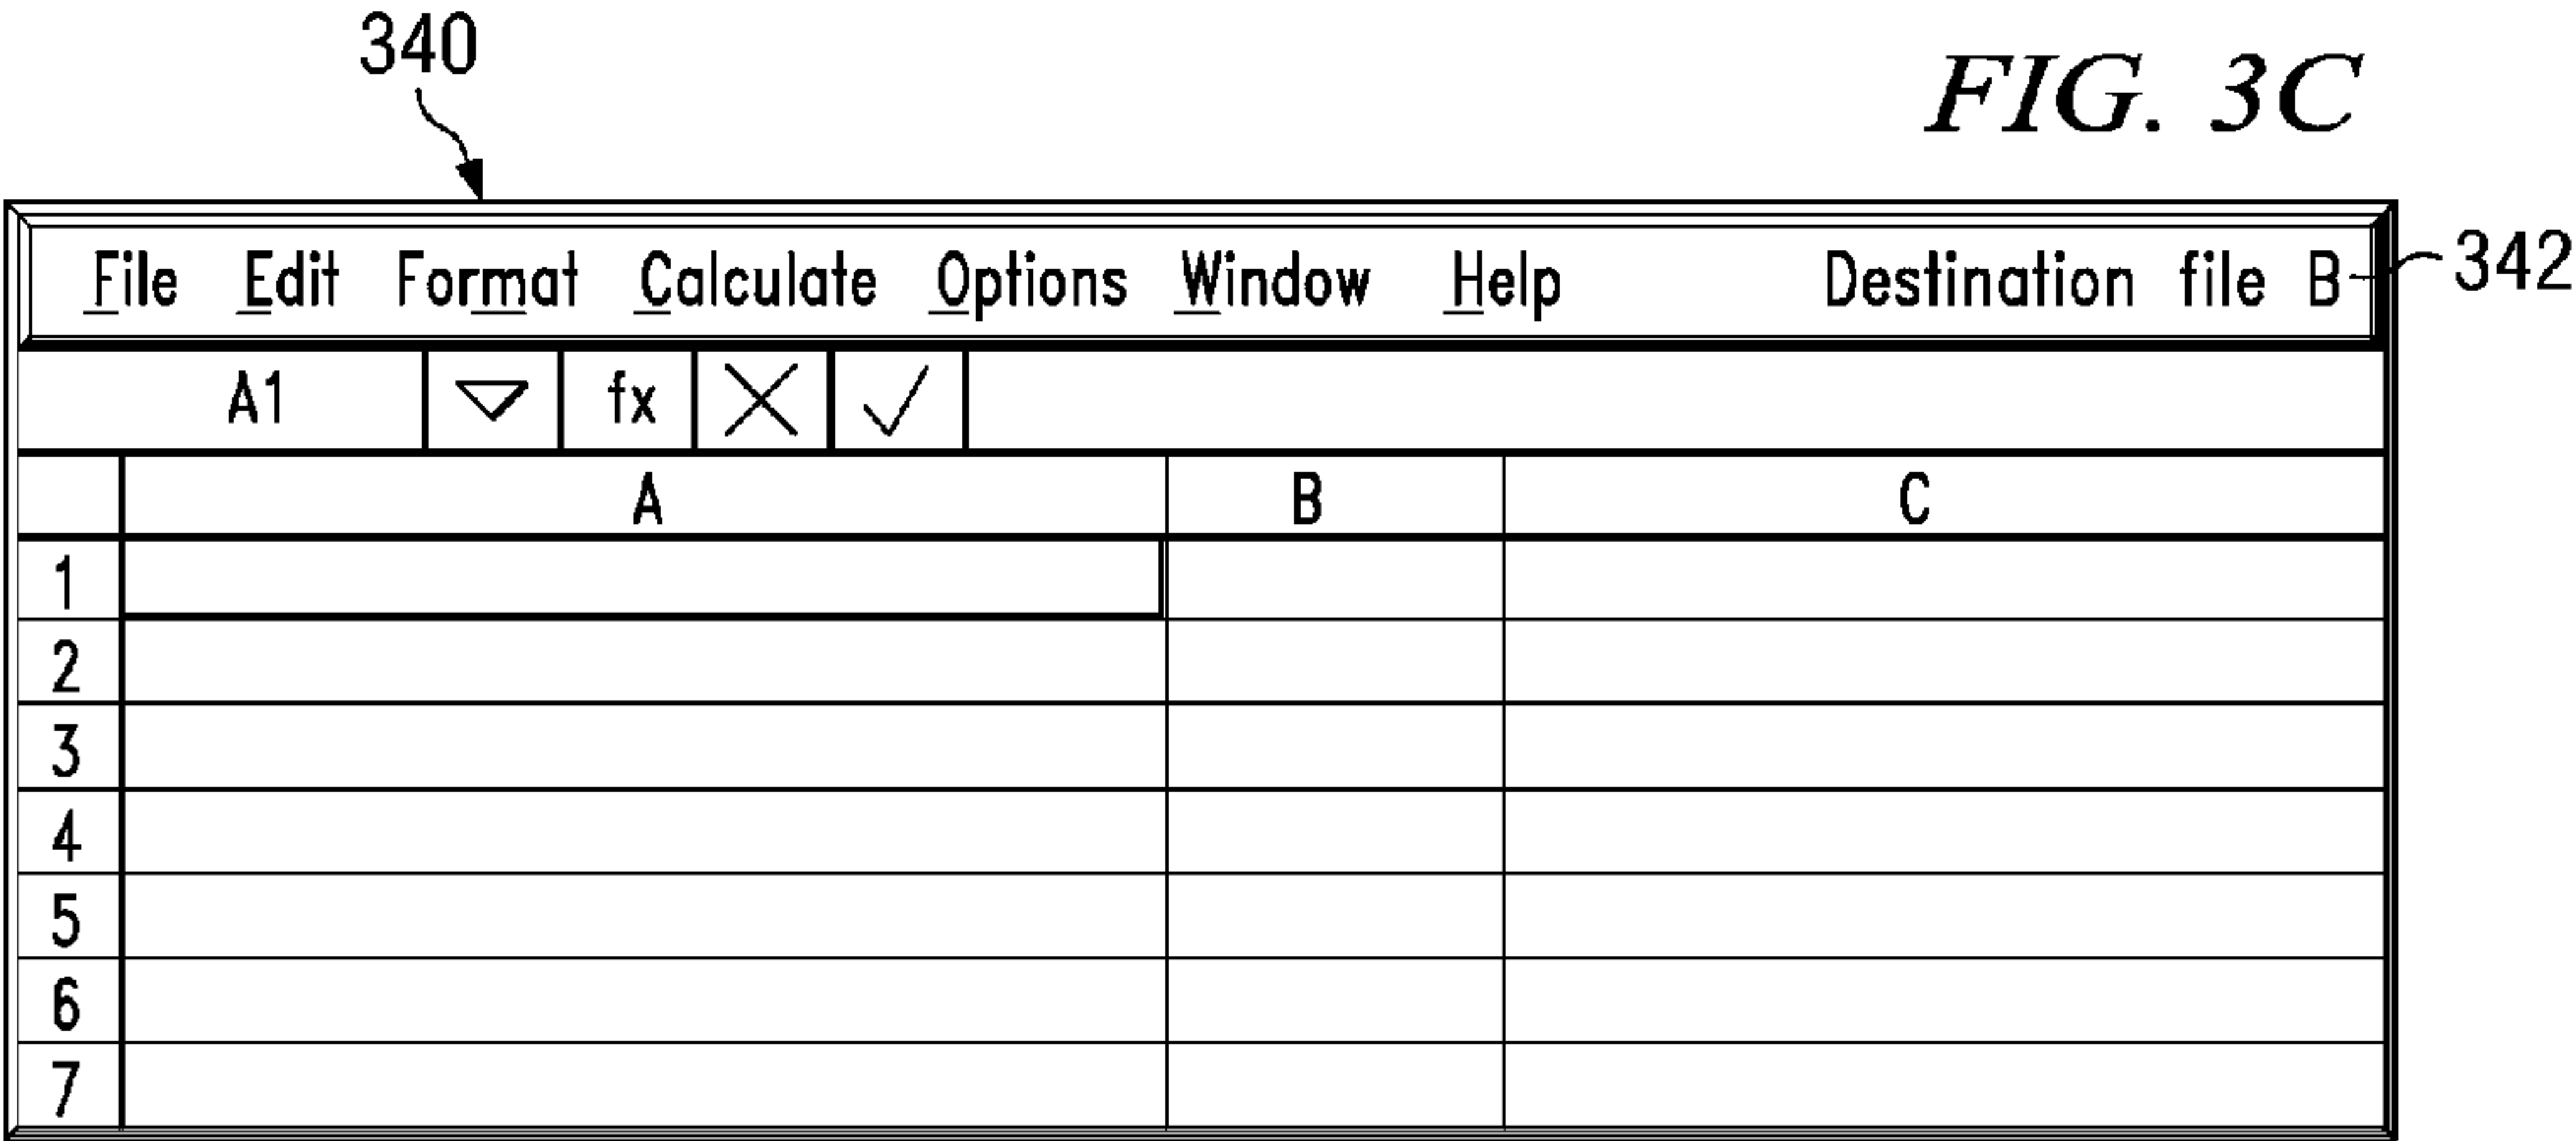 340
FIG. 3C
File Edit Format Calculate Options Window Help Destination file B 342
A1 fx
A B C
1
2
3
4
5
6
7